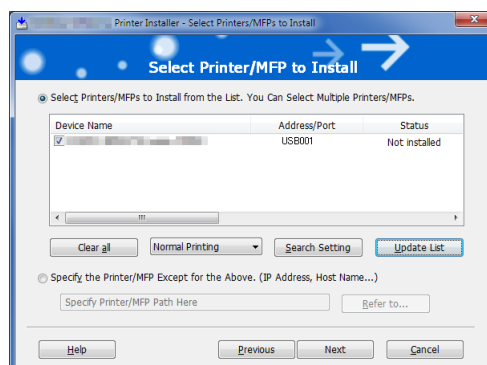 Printer Installer - Select Printers/MFPs to Install
Select Printer/MFP to Install
Select Printers/MFPs to Install from the List. You Can Select Multiple Printers/MFPs.
Device Name Address/Port Status
USB001 Not installed
Clear all Normal Printing Search Setting Update List
Specify the Printer/MFP Except for the Above. (IP Address, Host Name...)
Specify Printer/MFP Path Here Refer to...
Help Previous Next Cancel